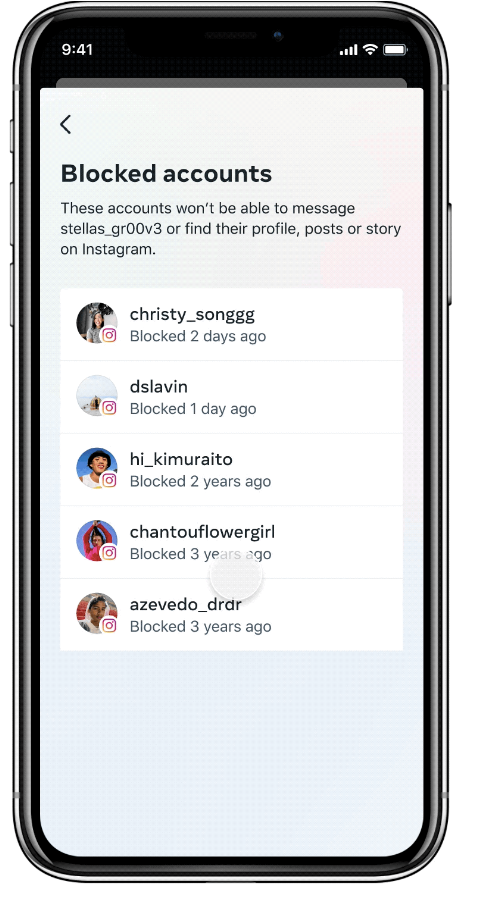 9:41
Blocked accounts
These accounts won't be able to message
stellas_gr00v3 or find their profile, posts or story
on Instagram.
christy_songgg
Blocked 2 days ago
dslavin
Blocked 1 day ago
hi_kimuraito
Blocked 2 years ago
chantouflowergirl
Blocked 3 years ago
azevedo_drdr
Blocked 3 years ago